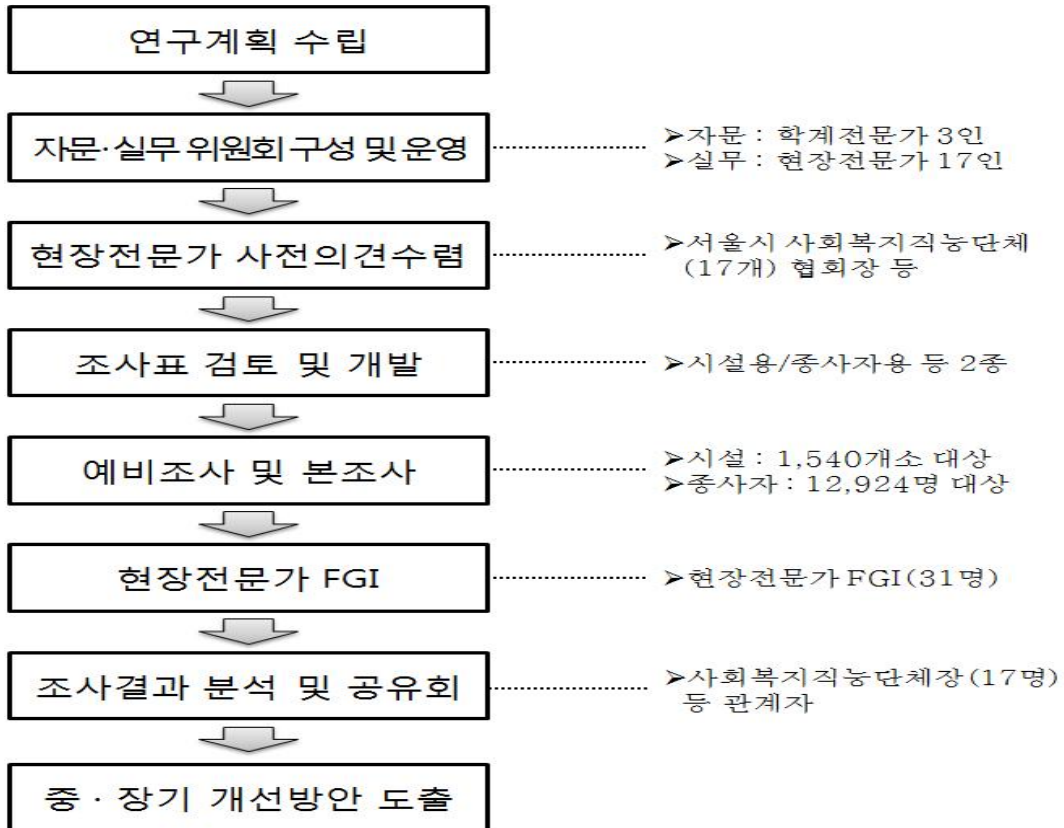 연구계획 수립
자문·실무 위원회 구성 및 운영
➢자문 : 학계전문가 3인
➢실무 : 현장전문가 17인
현장전문가 사전의견수렴
➢서울시 사회복지직능단체
(17개) 협회장 등
조사표 검토 및 개발
➢시설용/종사자용 등 2종
예비조사 및 본조사
➢시설 : 1,540개소 대상
➢종사자 : 12,924명 대상
현장전문가 FGI
➢현장전문가 FGI(31명)
조사결과 분석 및 공유회
➢사회복지직능단체장(17명)
등 관계자
중·장기 개선방안 도출